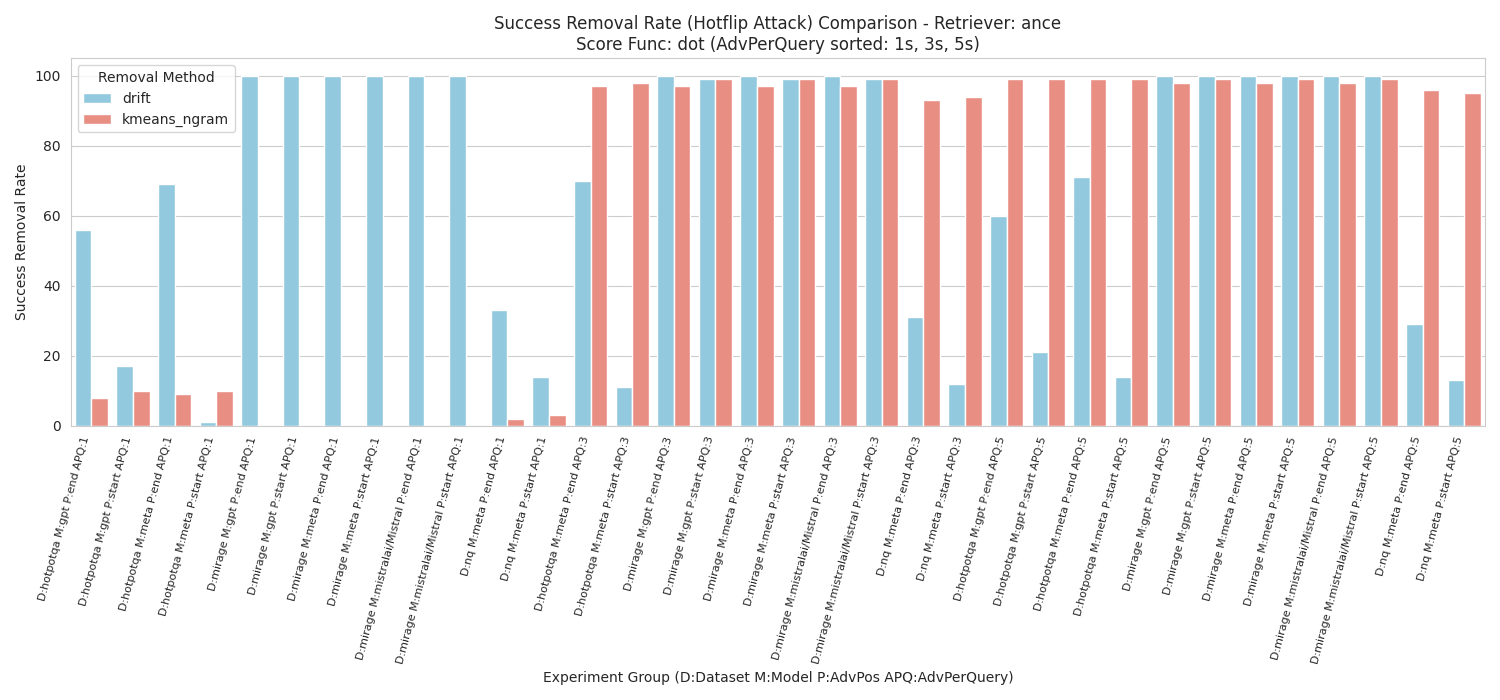 Success Removal Rate (Hotflip Attack) Comparison - Retriever: ance
Score Func: dot (AdvPerQuery sorted: 1s, 3s, 5s)
Removal Method
drift
kmeans_ngram
Success Removal Rate
100
80
60
40
20
0
D:hotpotqa M:gpt P:end APQ:1
D:hotpotqa M:gpt P:start APQ:1
D:hotpotqa M:meta P:end APQ:1
D:hotpotqa M:meta P:start APQ:1
D:mirage M:gpt P:end APQ:1
D:mirage M:gpt P:start APQ:1
D:mirage M:meta P:end APQ:1
D:mirage M:meta P:start APQ:1
D:mirage M:mistralai/Mistral P:end APQ:1
D:mirage M:mistralai/Mistral P:start APQ:1
D:nq M:meta P:end APQ:1
D:nq M:meta P:start APQ:1
D:hotpotqa M:meta P:end APQ:3
D:hotpotqa M:meta P:start APQ:3
D:mirage M:gpt P:end APQ:3
D:mirage M:gpt P:start APQ:3
D:mirage M:meta P:end APQ:3
D:mirage M:meta P:start APQ:3
D:mirage M:mistralai/Mistral P:end APQ:3
D:mirage M:mistralai/Mistral P:start APQ:3
D:nq M:meta P:end APQ:3
D:nq M:meta P:start APQ:3
D:hotpotqa M:gpt P:end APQ:5
D:hotpotqa M:gpt P:start APQ:5
D:hotpotqa M:meta P:end APQ:5
D:hotpotqa M:meta P:start APQ:5
D:mirage M:gpt P:end APQ:5
D:mirage M:gpt P:start APQ:5
D:mirage M:meta P:end APQ:5
D:mirage M:meta P:start APQ:5
D:mirage M:mistralai/Mistral P:end APQ:5
D:mirage M:mistralai/Mistral P:start APQ:5
D:nq M:meta P:end APQ:5
D:nq M:meta P:start APQ:5
Experiment Group (D:Dataset M:Model P:AdvPos APQ:AdvPerQuery)